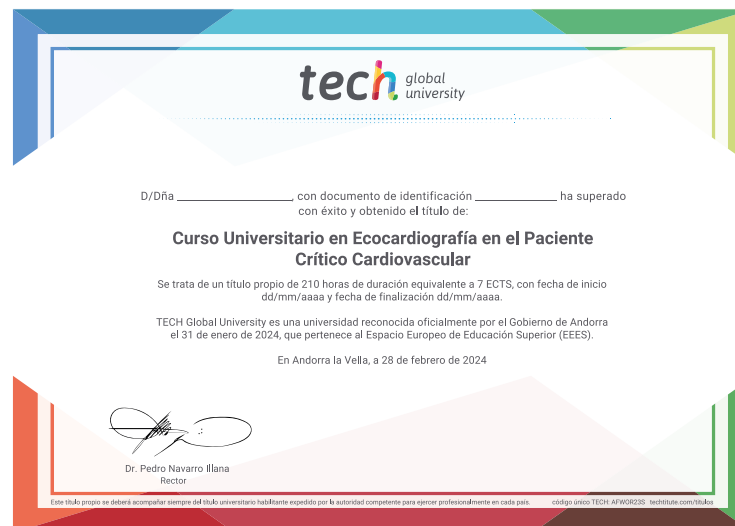 tech global university
D/Dña ____________________, con documento de identificación ______________ ha superado
con éxito y obtenido el título de:
Curso Universitario en Ecocardiografía en el Paciente
Crítico Cardiovascular
Se trata de un título propio de 210 horas de duración equivalente a 7 ECTS, con fecha de inicio
dd/mm/aaaa y fecha de finalización dd/mm/aaaa.
TECH Global University es una universidad reconocida oficialmente por el Gobierno de Andorra
el 31 de enero de 2024, que pertenece al Espacio Europeo de Educación Superior (EEES).
En Andorra la Vella, a 28 de febrero de 2024
Dr. Pedro Navarro Illana
Rector
Este título propio se deberá acompañar siempre del título universitario habilitante expedido por la autoridad competente para ejercer profesionalmente en cada país. código único TECH: AFWOR23S techtitute.com/titulos